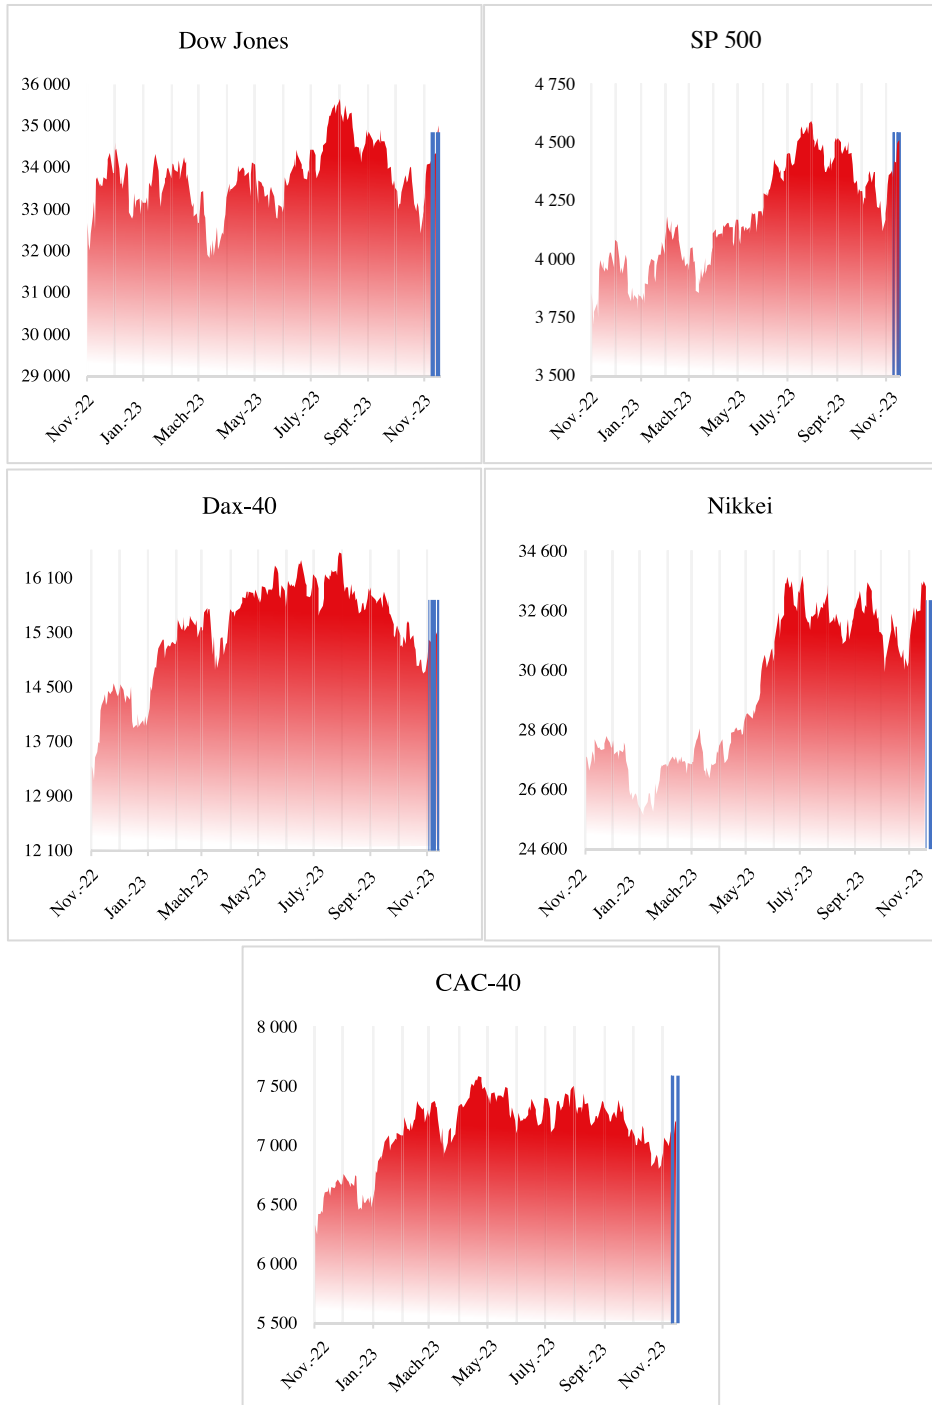 Dow Jones
36 000
35 000
34 000
33 000
32 000
31 000
30 000
29 000
Nov.-22
Jan.-23
Mach-23
May-23
July-23
Sept.-23
Nov.-23
SP 500
4 750
4 500
4 250
4 000
3 750
3 500
Nov.-22
Jan.-23
Mach-23
May-23
July-23
Sept.-23
Nov.-23
Dax-40
16 100
15 300
14 500
13 700
12 900
12 100
Nov.-22
Jan.-23
Mach-23
May-23
July-23
Sept.-23
Nov.-23
Nikkei
34 600
32 600
30 600
28 600
26 600
24 600
Nov.-22
Jan.-23
Mach-23
May-23
July.-23
Sept.-23
Nov.-23
CAC-40
8 000
7 500
7 000
6 500
6 000
5 500
Nov.-22
Jan.-23
Mach-23
May-23
July.-23
Sept.-23
Nov.-23